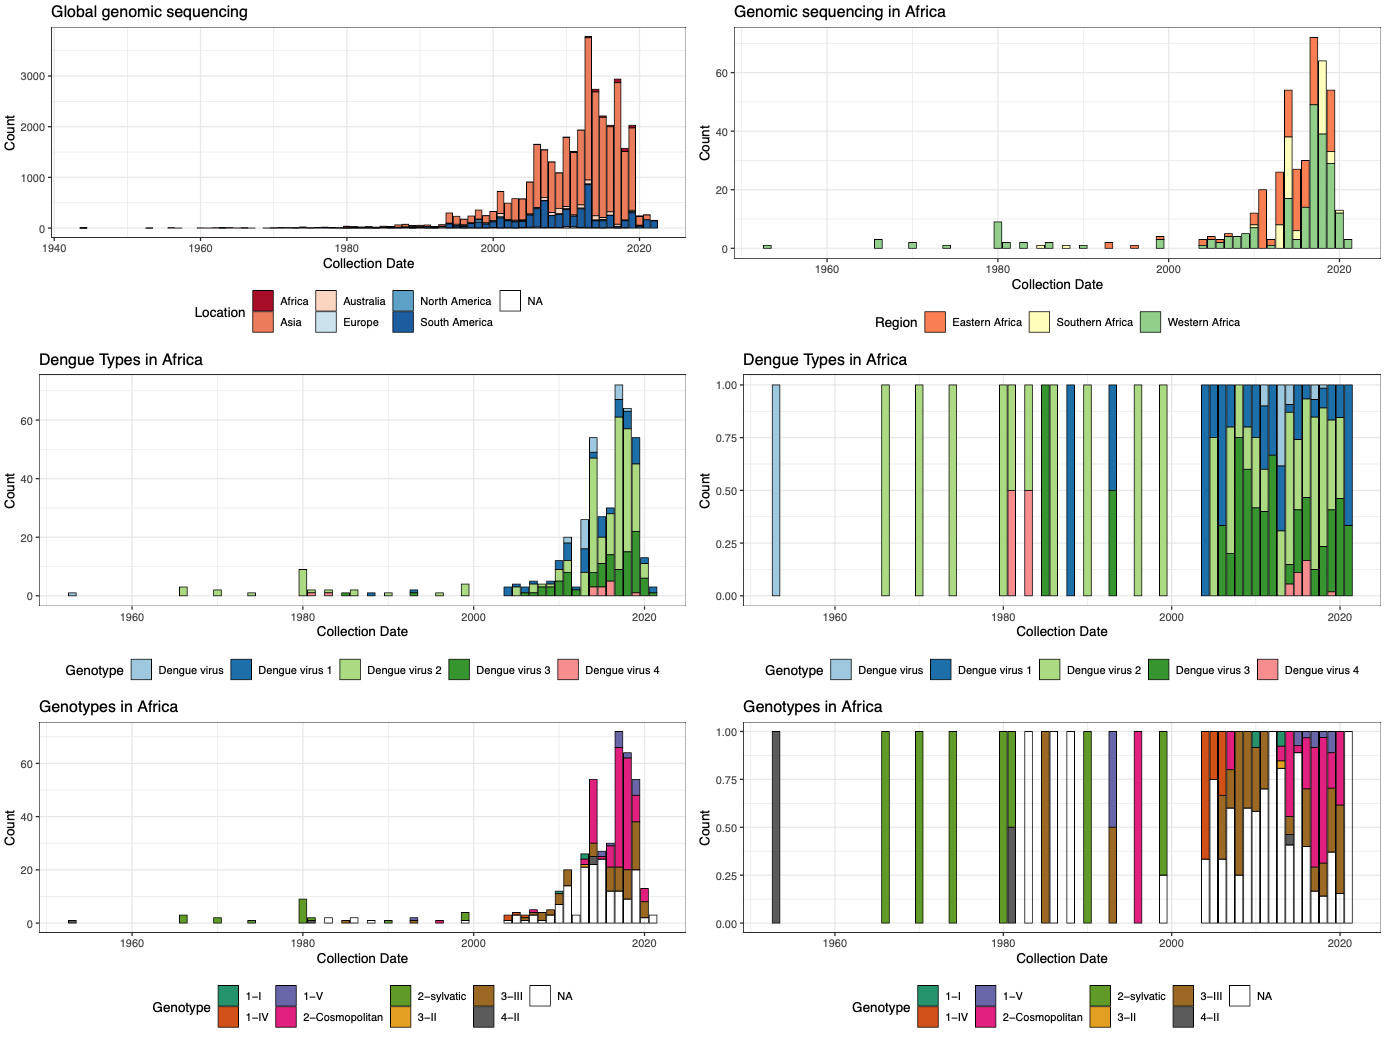 Global genomic sequencing
Count
3000
2000
1000
0
1940 1960 1980 2000 2020
Collection Date
Location
Africa Australia North America NA
Asia Europe South America
Genomic sequencing in Africa
Count
60
40
20
0
1960 1980 2000 2020
Collection Date
Region Eastern Africa Southern Africa Western Africa
Dengue Types in Africa
Count
60
40
20
0
1960 1980 2000 2020
Collection Date
Genotype Dengue virus Dengue virus 1 Dengue virus 2 Dengue virus 3 Dengue virus 4
Dengue Types in Africa
Count
1.00
0.75
0.50
0.25
0.00
1960 1980 2000 2020
Collection Date
Genotype Dengue virus Dengue virus 1 Dengue virus 2 Dengue virus 3 Dengue virus 4
Genotypes in Africa
Count
60
40
20
0
1960 1980 2000 2020
Collection Date
Genotype
1−I 1−V 2−sylvatic 3−III NA
1−IV 2−Cosmopolitan 3−II 4−II
Genotypes in Africa
Count
1.00
0.75
0.50
0.25
0.00
1960 1980 2000 2020
Collection Date
Genotype
1−I 1−V 2−sylvatic 3−III NA
1−IV 2−Cosmopolitan 3−II 4−II